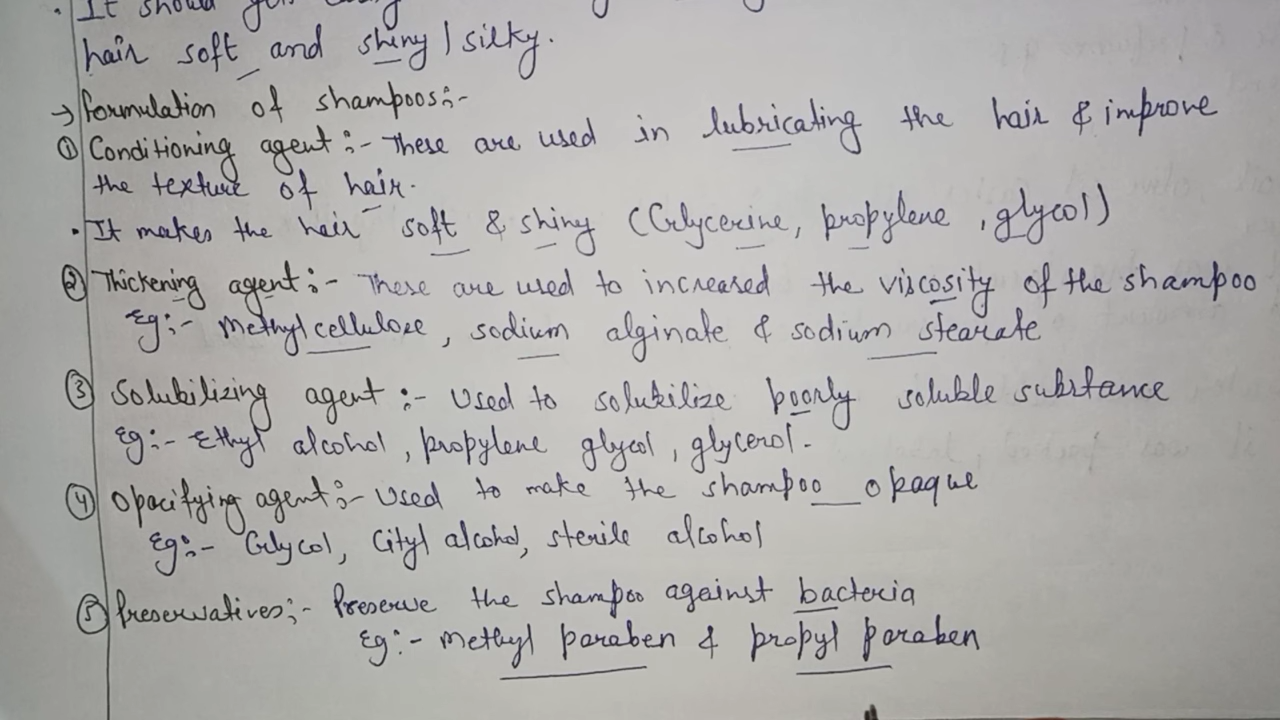 . It should
hair soft and shiny / silky.
→ formulation of shampoos:-
① Conditioning agent :- These are used in lubricating the hair & improve
the texture of hair.
• It makes the hair soft & shiny (Glycerine, propylene , glycol)
② Thickening agent :- These are used to increased the viscosity of the shampoo
Eg:- Methyl cellulose, sodium alginate & sodium stearate
③ Solubilizing agent :- Used to solubilize poorly soluble substance
Eg:- Ethyl alcohol, propylene glycol, glycerol.
④ Opacifying agent:- Used to make the shampoo opaque
Eg:- Glycol, Cityl alcohol, sterile alcohol
⑤ Preservatives:- Preserve the shampoo against bacteria
Eg:- Methyl paraben & propyl paraben